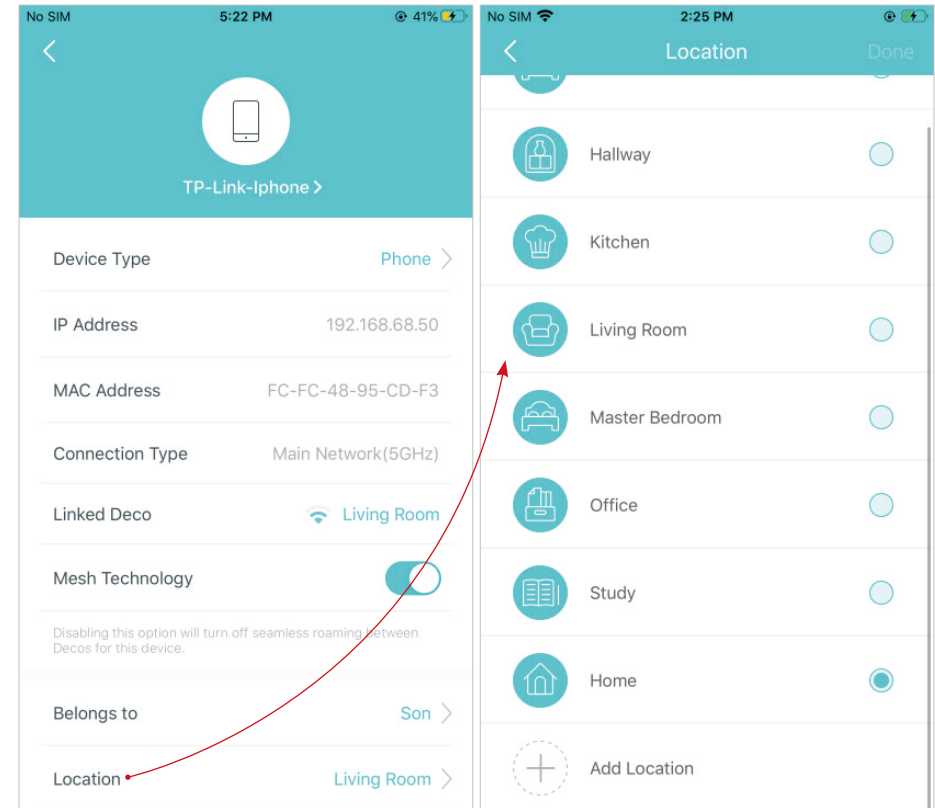 No SIM 5:22 PM 41%
TP-Link-Iphone >
Device Type Phone >
IP Address 192.168.68.50
MAC Address FC-FC-48-95-CD-F3
Connection Type Main Network(5GHz)
Linked Deco Living Room
Mesh Technology
Disabling this option will turn off seamless roaming between
Decos for this device.
Belongs to Son >
Location Living Room >
No SIM 2:25 PM
Location Done
Hallway
Kitchen
Living Room
Master Bedroom
Office
Study
Home
Add Location